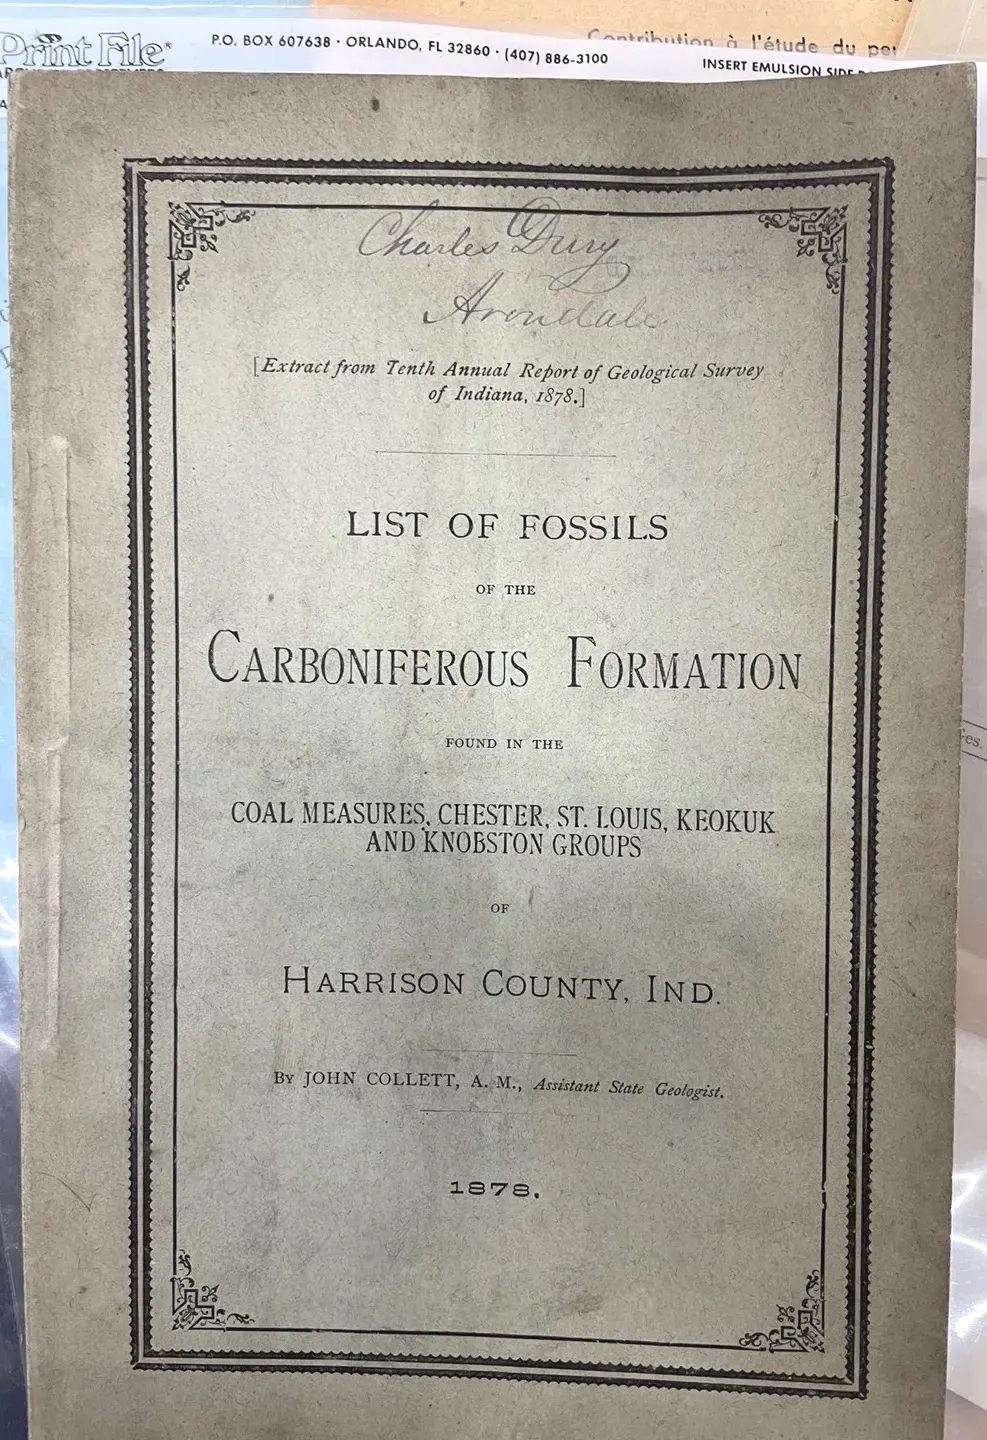 Print File®
P.O. BOX 607638 · ORLANDO, FL 32860 · (407) 886-3100
INSERT EMULSION SIDE
Contribution à l'étude du
Charles Dury
Avondale
[Extract from Tenth Annual Report of Geological Survey
of Indiana, 1878.]
LIST OF FOSSILS
OF THE
CARBONIFEROUS FORMATION
FOUND IN THE
COAL MEASURES, CHESTER, ST. LOUIS, KEOKUK
AND KNOBSTON GROUPS
OF
HARRISON COUNTY, IND.
BY JOHN COLLETT, A. M., Assistant State Geologist.
1878.